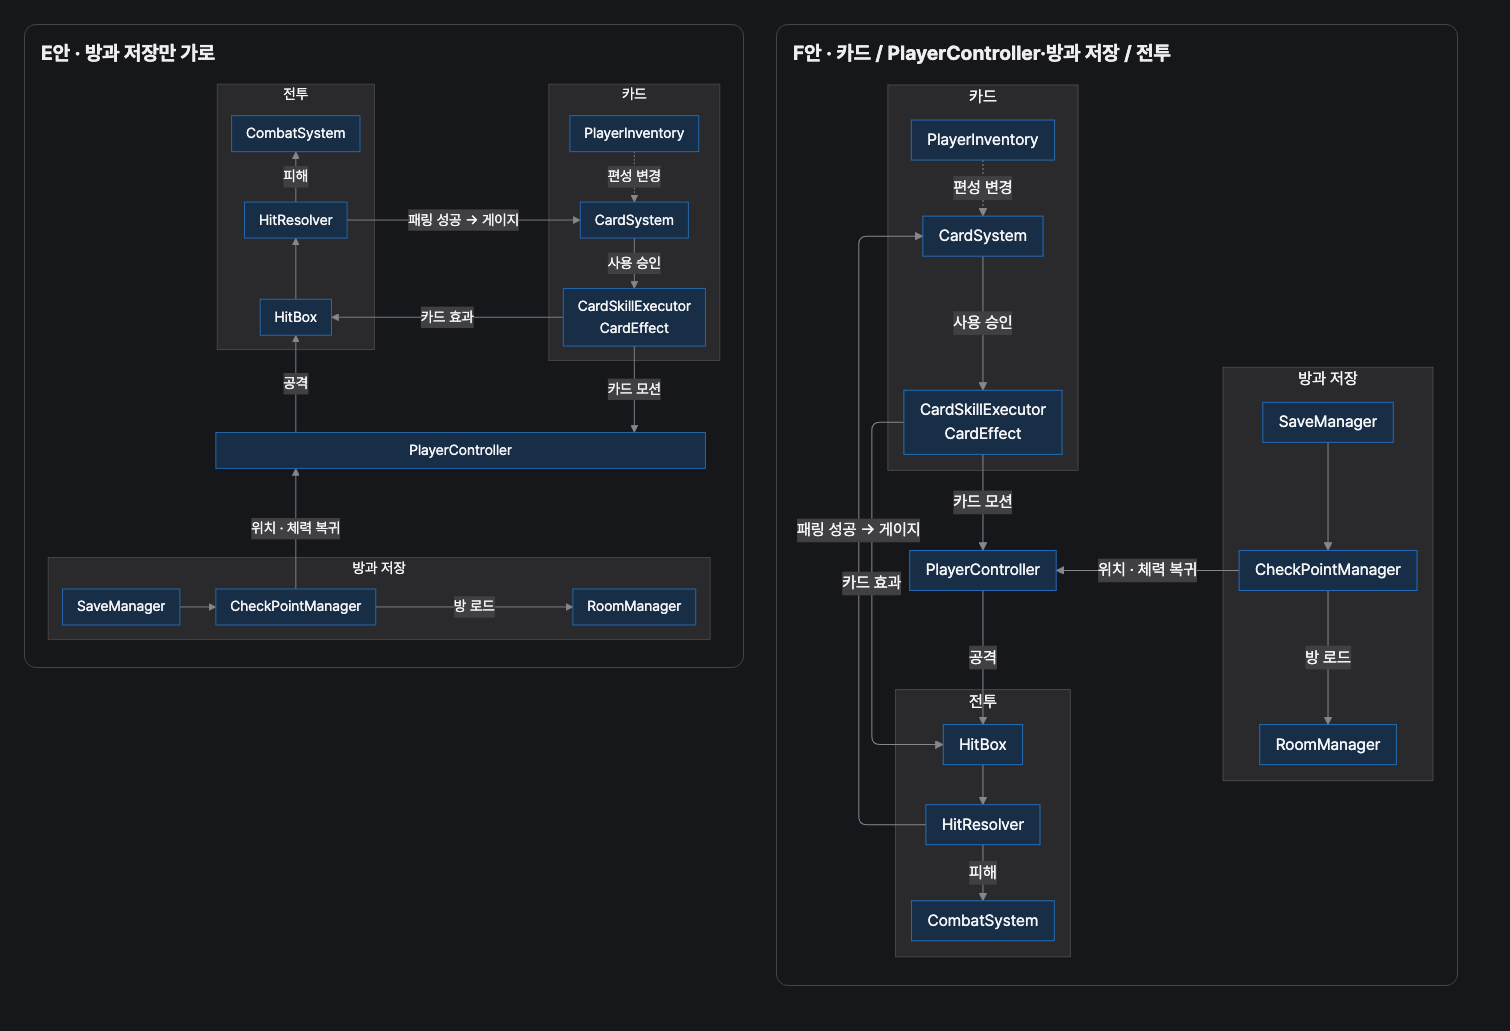 E안 · 방과 저장만 가로
전투
CombatSystem
피해
HitResolver
HitBox
공격
패링 성공 → 게이지
카드 효과
카드
PlayerInventory
편성 변경
CardSystem
사용 승인
CardSkillExecutor
CardEffect
카드 모션
PlayerController
위치 · 체력 복귀
방과 저장
SaveManager
CheckPointManager
방 로드
RoomManager
F안 · 카드 / PlayerController·방과 저장 / 전투
카드
PlayerInventory
편성 변경
CardSystem
사용 승인
CardSkillExecutor
CardEffect
카드 모션
패링 성공 → 게이지
카드 효과
PlayerController
위치 · 체력 복귀
공격
전투
HitBox
HitResolver
피해
CombatSystem
방과 저장
SaveManager
CheckPointManager
방 로드
RoomManager